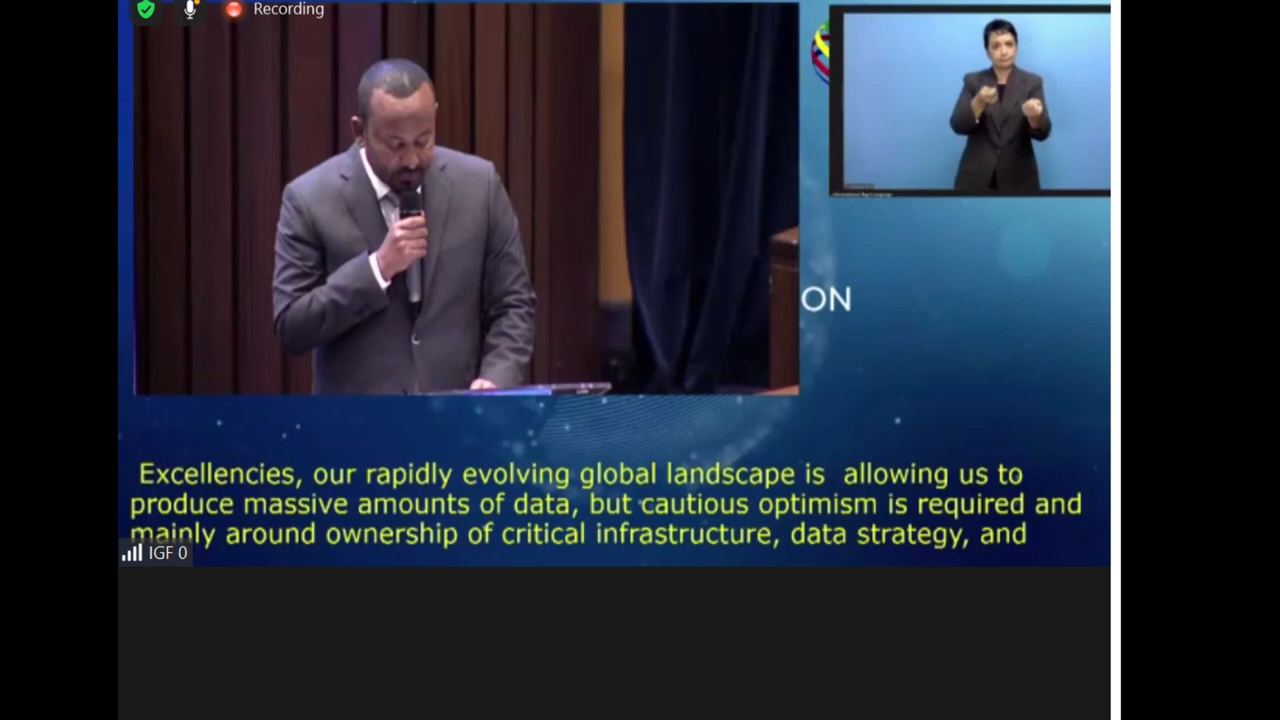 Recording
ON
Excellencies, our rapidly evolving global landscape is allowing us to
produce massive amounts of data, but cautious optimism is required and
mainly around ownership of critical infrastructure, data strategy, and
IGF 0